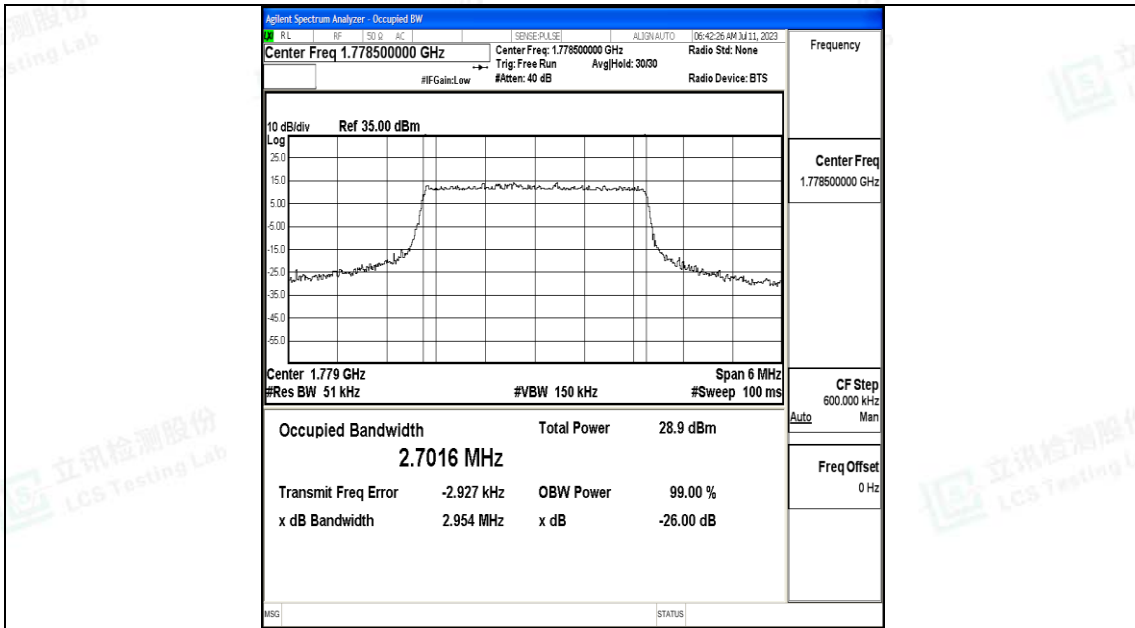 Agilent Spectrum Analyzer - Occupied BW
RL RF 50 Ω AC SENSE:PULSE ALIGNAUTO 06:42:26 AM Jul 11, 2023
Center Freq 1.778500000 GHz
Center Freq: 1.778500000 GHz
Radio Std: None
Trig: Free Run Avg|Hold: 30/30
#IFGain:Low #Atten: 40 dB Radio Device: BTS
Frequency
10 dB/div Ref 35.00 dBm
Log
25.0
15.0
5.00
-5.00
-15.0
-25.0
-35.0
-45.0
-55.0
Center 1.779 GHz Span 6 MHz
#Res BW 51 kHz #VBW 150 kHz #Sweep 100 ms
Center Freq
1.778500000 GHz
CF Step
600.000 kHz
Auto Man
Freq Offset
0 Hz
Occupied Bandwidth Total Power 28.9 dBm
2.7016 MHz
Transmit Freq Error -2.927 kHz OBW Power 99.00 %
x dB Bandwidth 2.954 MHz x dB -26.00 dB
MSG STATUS
立讯检测股份
LCS Testing Lab
立讯检测股份